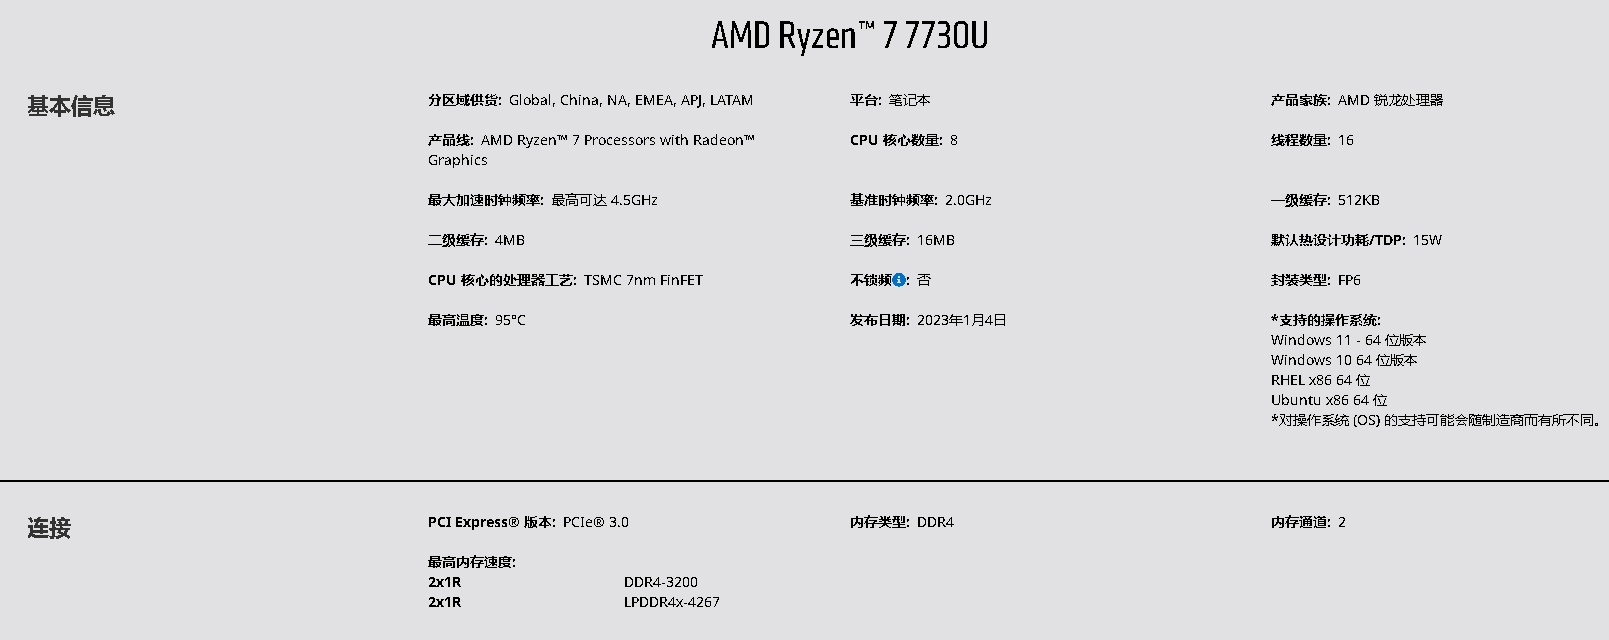 AMD Ryzen™ 7 7730U
基本信息
分区域供货: Global, China, NA, EMEA, APJ, LATAM
平台: 笔记本
产品家族: AMD 锐龙处理器
产品线: AMD Ryzen™ 7 Processors with Radeon™
Graphics
CPU 核心数量: 8
线程数量: 16
最大加速时钟频率: 最高可达 4.5GHz
基准时钟频率: 2.0GHz
一级缓存: 512KB
二级缓存: 4MB
三级缓存: 16MB
默认热设计功耗/TDP: 15W
CPU 核心的处理器工艺: TSMC 7nm FinFET
不锁频i: 否
封装类型: FP6
最高温度: 95°C
发布日期: 2023年1月4日
*支持的操作系统:
Windows 11 - 64 位版本
Windows 10 64 位版本
RHEL x86 64 位
Ubuntu x86 64 位
*对操作系统 (OS) 的支持可能会随制造商而有所不同。
连接
PCI Express® 版本: PCIe® 3.0
内存类型: DDR4
内存通道: 2
最高内存速度:
2x1R DDR4-3200
2x1R LPDDR4x-4267